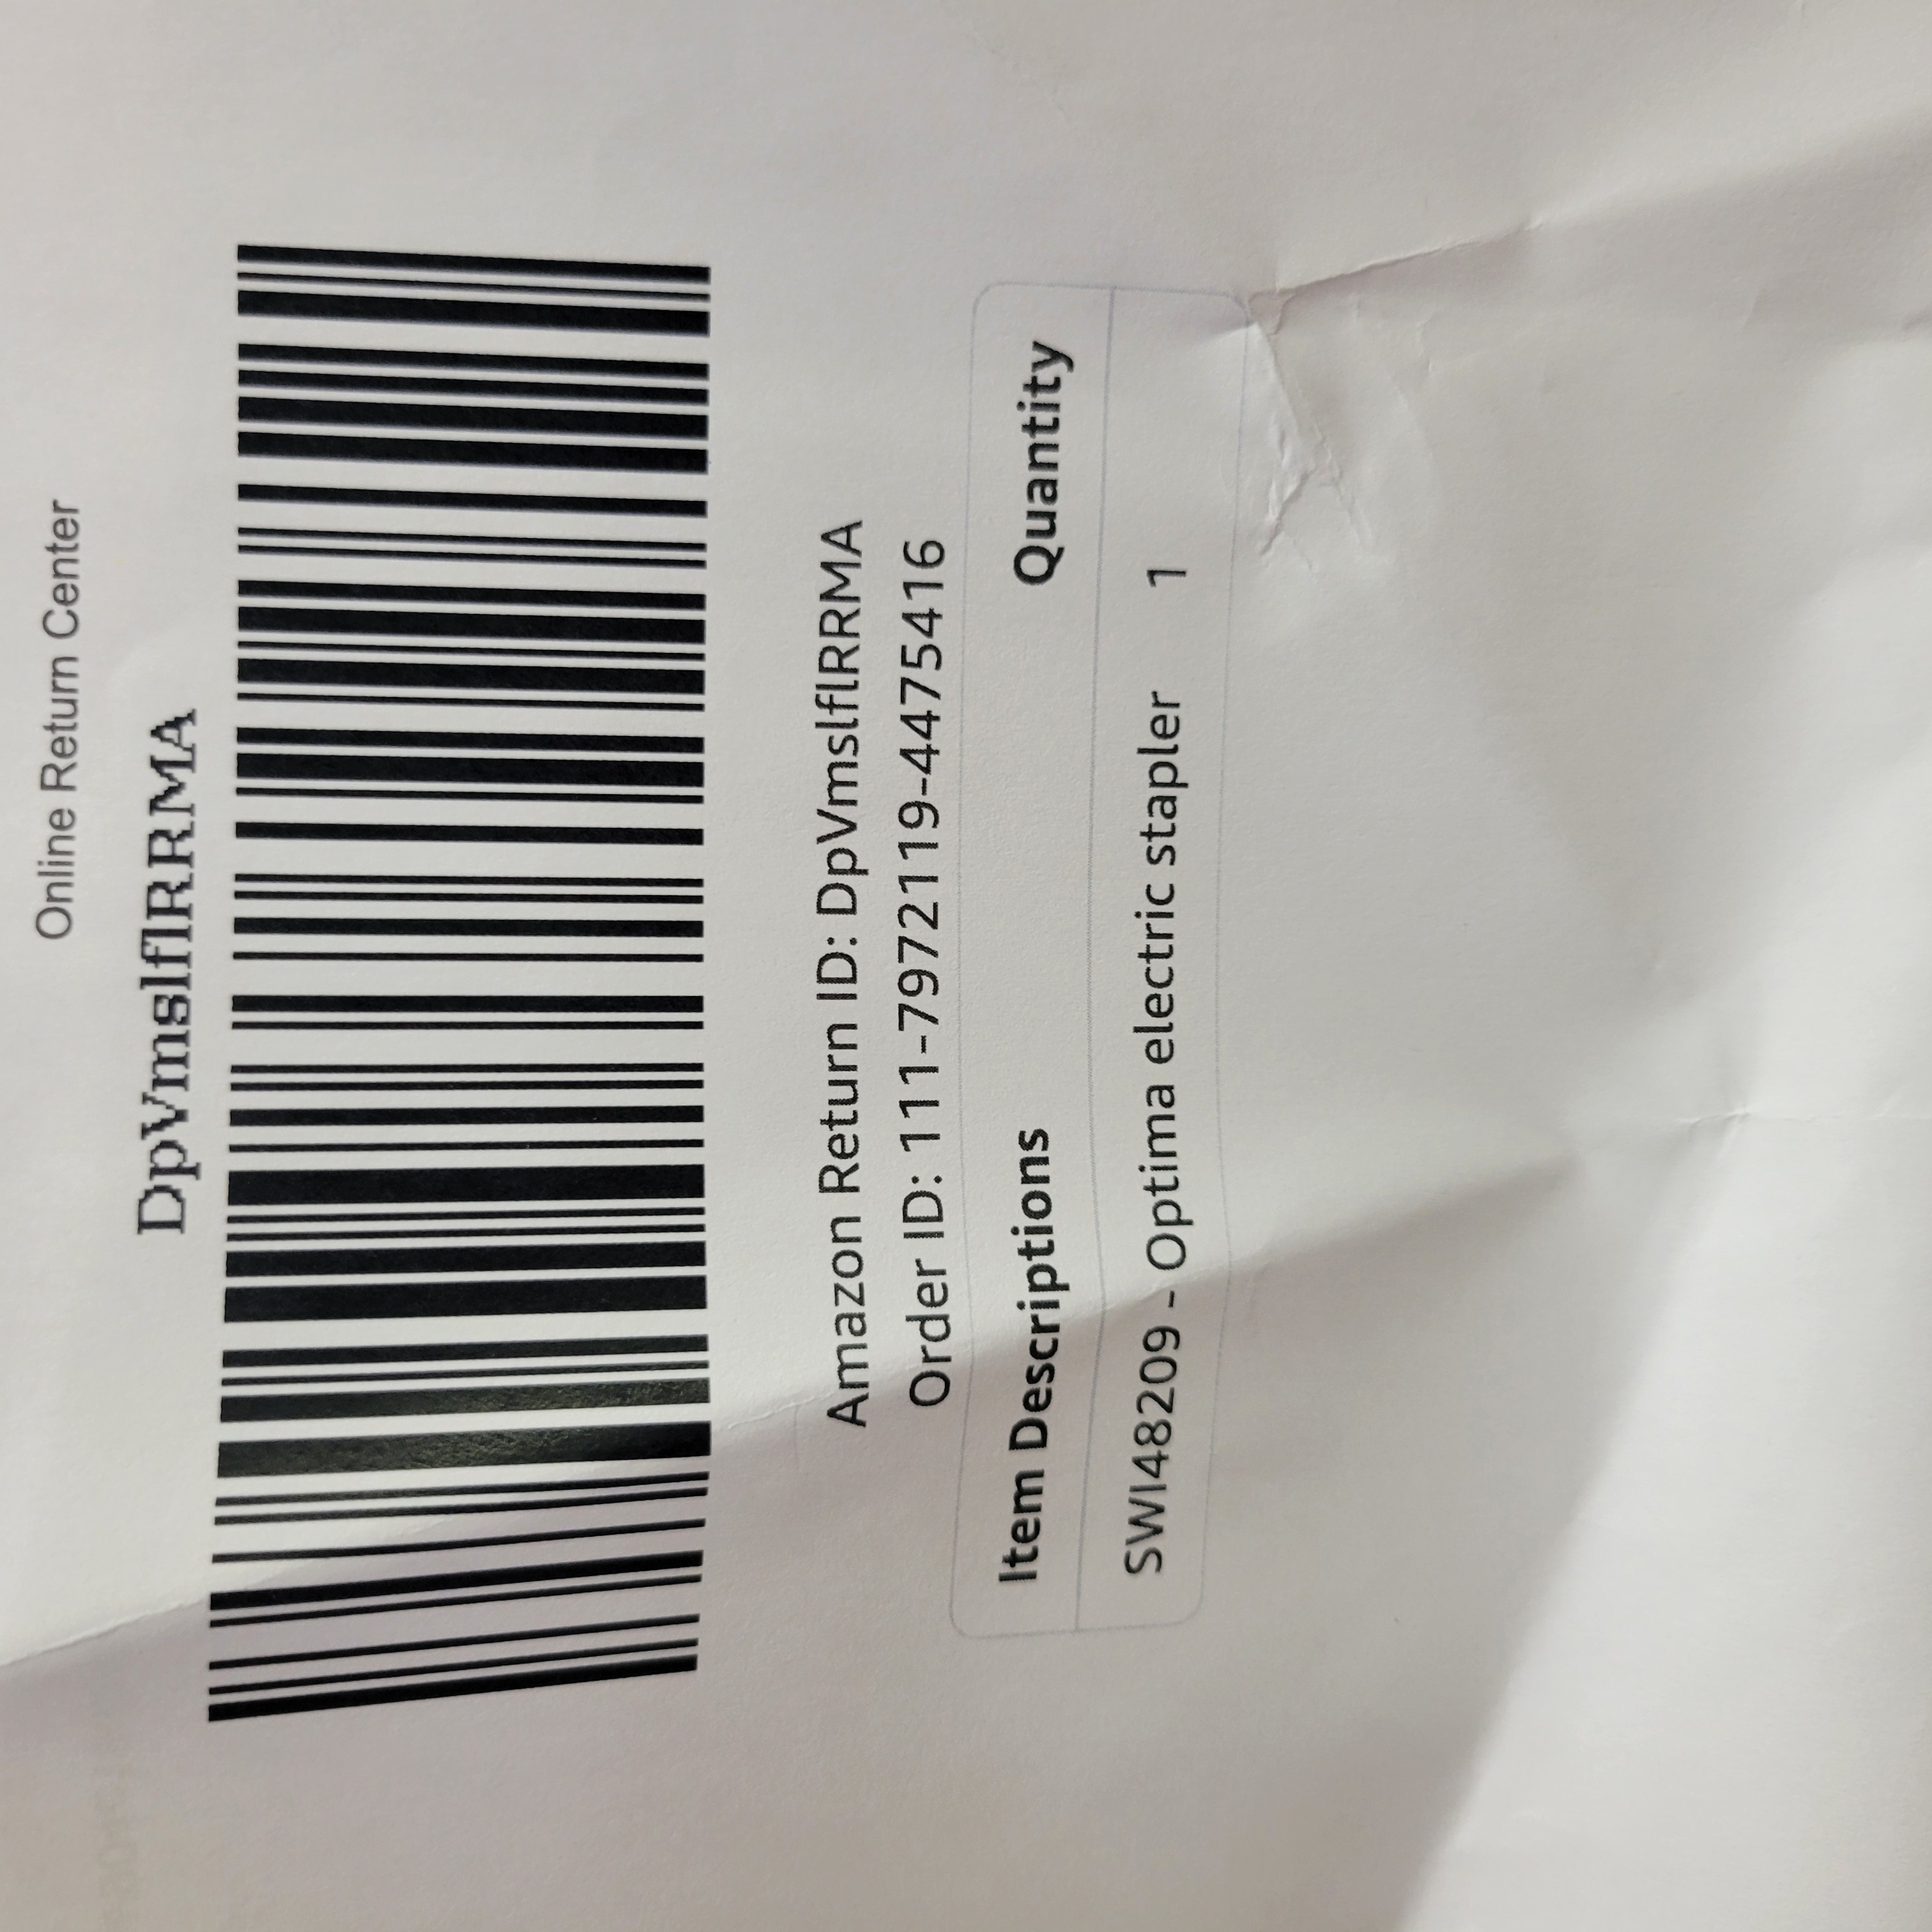 Online Return Center
DpVmslflRRMA
Amazon Return ID: DpVmslflRRMA
Order ID: 111-7972119-4475416
Item Descriptions Quantity
SWI48209 - Optima electric stapler 1